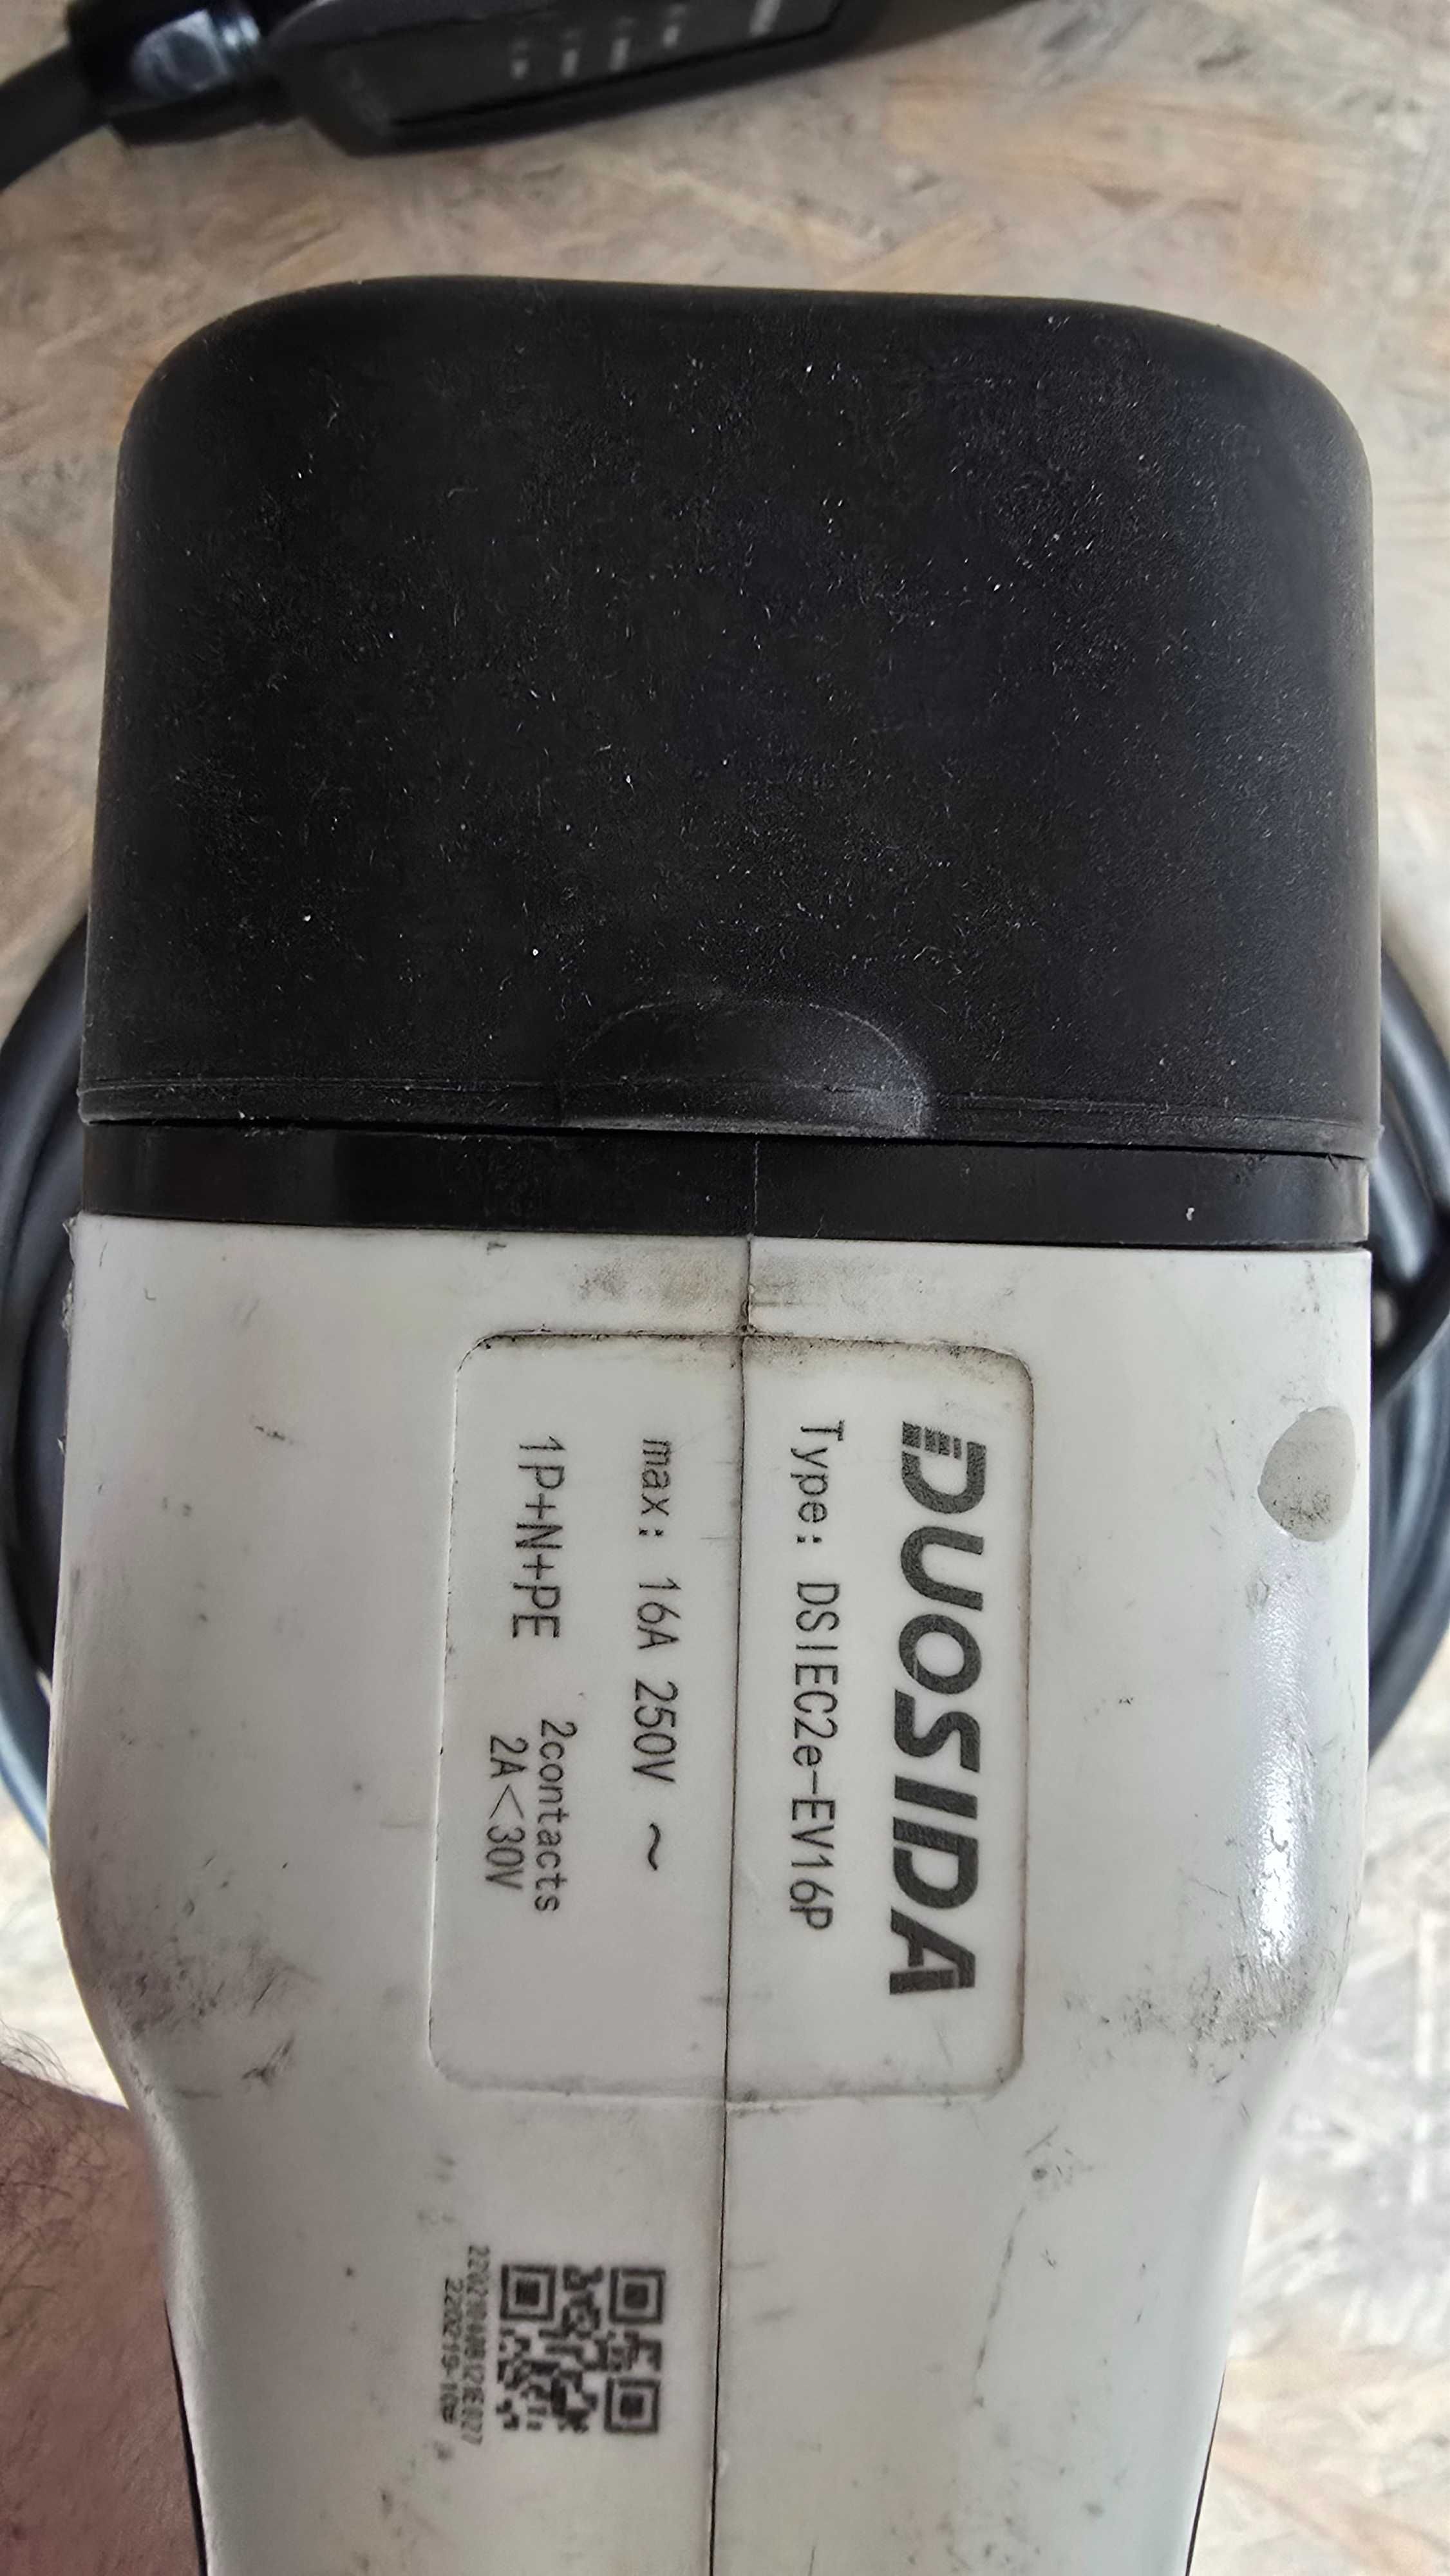 DUOSIDA
Type: DSIEC2e-EV16P
max: 16A 250V ~
1P+N+PE
2contacts
2A<30V